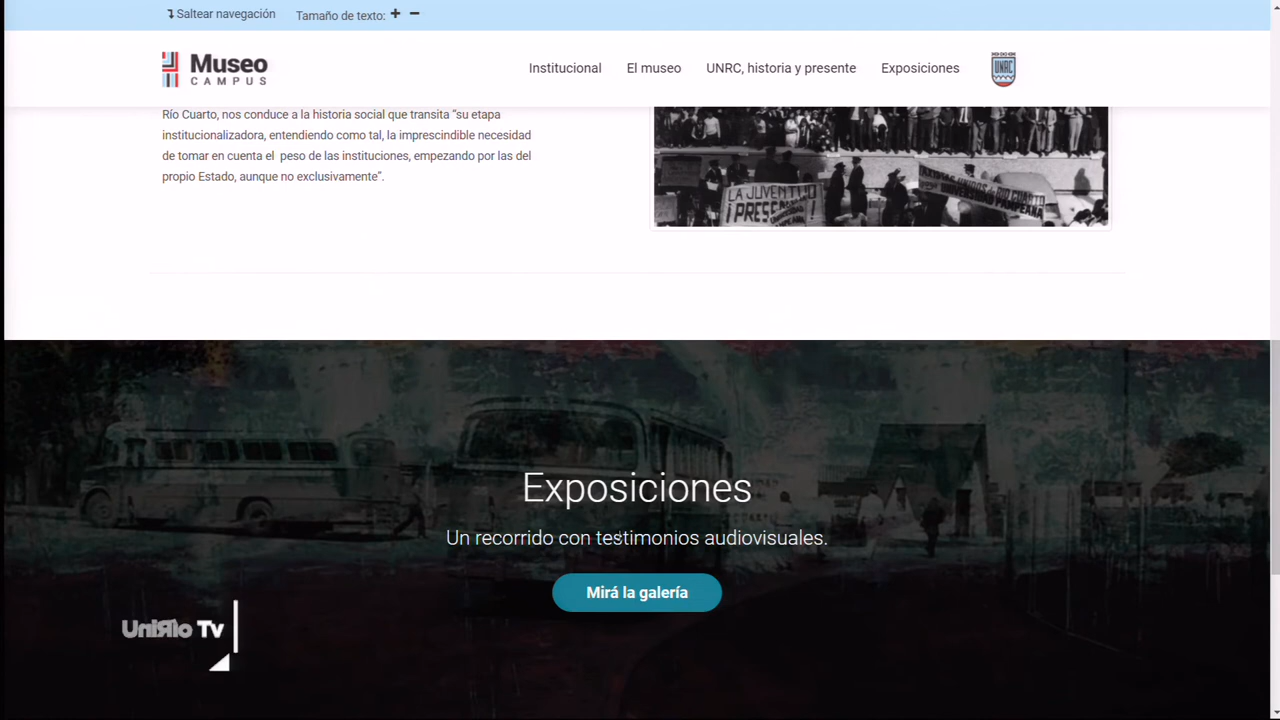 Saltear navegación
Tamaño de texto: + −
Museo
CAMPUS
Institucional
El museo
UNRC, historia y presente
Exposiciones
UNRC
Río Cuarto, nos conduce a la historia social que transita “su etapa
institucionalizadora, entendiendo como tal, la imprescindible necesidad
de tomar en cuenta el peso de las instituciones, empezando por las del
propio Estado, aunque no exclusivamente”.
LA JUVENTUD
¡PRESENTE!
UNIVERSIDAD
UNIVERSIDAD PAMPEANA
Exposiciones
Un recorrido con testimonios audiovisuales.
Mirá la galería
UniRío Tv